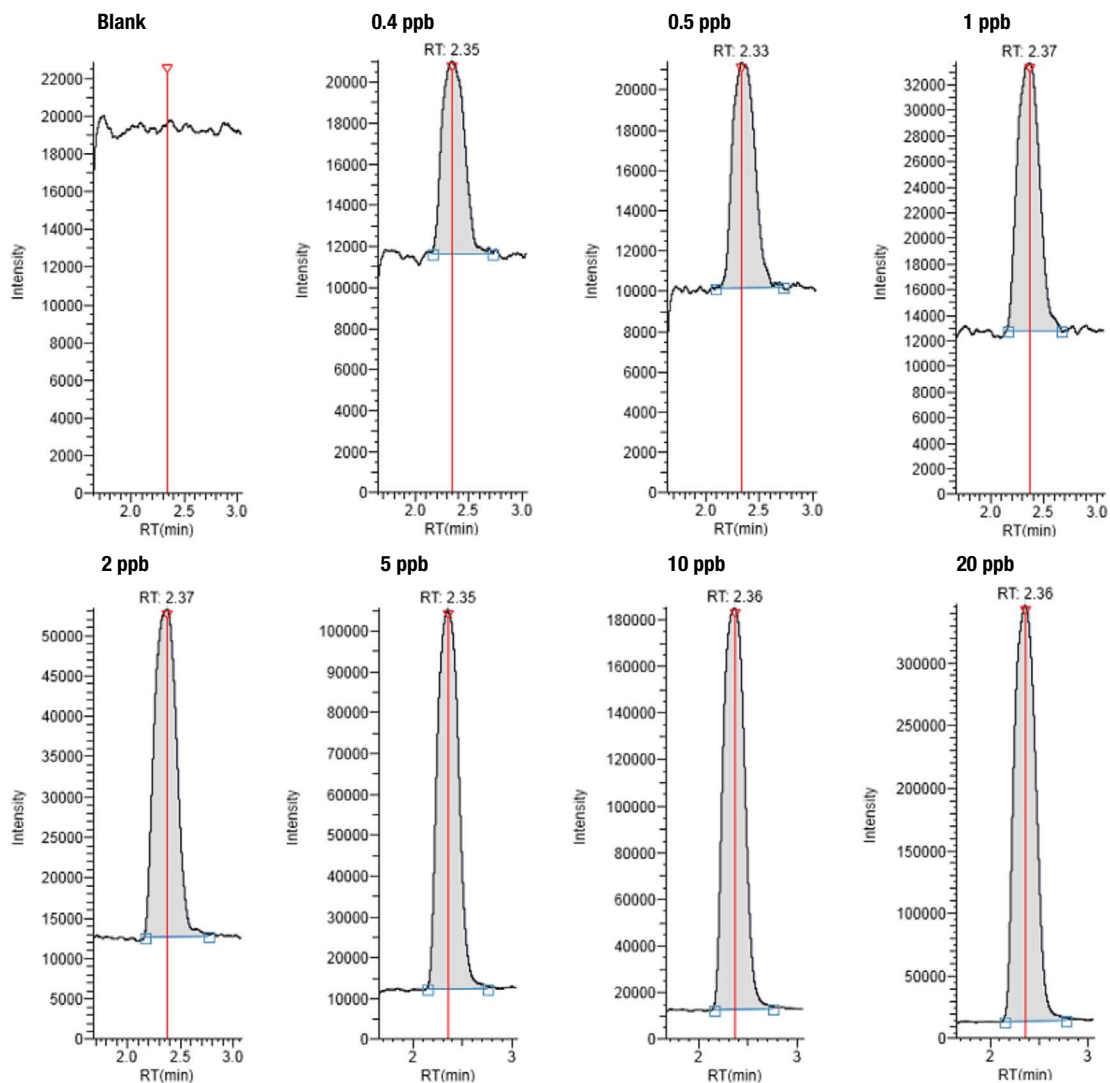 Blank
0.4 ppb
0.5 ppb
1 ppb
RT: 2.35
RT: 2.33
RT: 2.37
22000
20000
18000
16000
14000
12000
10000
8000
6000
4000
2000
0
Intensity
2.0 2.5 3.0
RT(min)
20000
18000
16000
14000
12000
10000
8000
6000
4000
2000
0
Intensity
2.0 2.5 3.0
RT(min)
20000
18000
16000
14000
12000
10000
8000
6000
4000
2000
0
Intensity
2.0 2.5 3.0
RT(min)
32000
30000
28000
26000
24000
22000
20000
18000
16000
14000
12000
10000
8000
6000
4000
2000
0
Intensity
2.0 2.5 3.0
RT(min)
2 ppb
5 ppb
10 ppb
20 ppb
RT: 2.37
RT: 2.35
RT: 2.36
RT: 2.36
50000
45000
40000
35000
30000
25000
20000
15000
10000
5000
0
Intensity
2.0 2.5 3.0
RT(min)
100000
90000
80000
70000
60000
50000
40000
30000
20000
10000
0
Intensity
2 3
RT(min)
180000
160000
140000
120000
100000
80000
60000
40000
20000
0
Intensity
2 3
RT(min)
300000
250000
200000
150000
100000
50000
0
Intensity
2 3
RT(min)